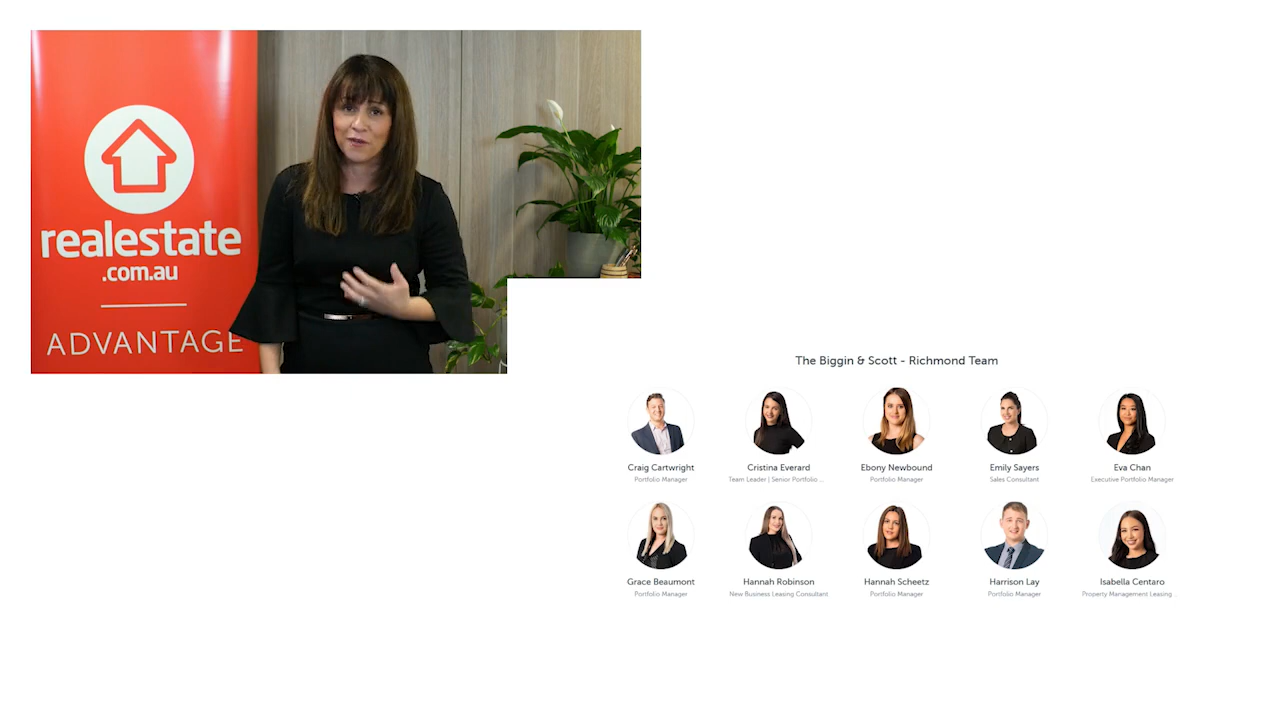 realestate
.com.au
ADVANTAGE
The Biggin & Scott - Richmond Team
Craig Cartwright
Portfolio Manager
Cristina Everard
Team Leader | Senior Portfolio ...
Ebony Newbound
Portfolio Manager
Emily Sayers
Sales Consultant
Eva Chan
Executive Portfolio Manager
Grace Beaumont
Portfolio Manager
Hannah Robinson
New Business Leasing Consultant
Hannah Scheetz
Portfolio Manager
Harrison Lay
Portfolio Manager
Isabella Centaro
Property Management Leasing ...